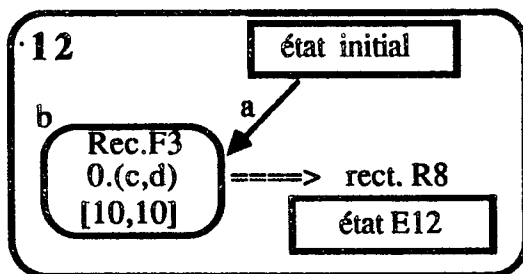 12
état initial
a
b
Rec.F3
0.(c,d) ====> rect. R8
[10,10]
état E12